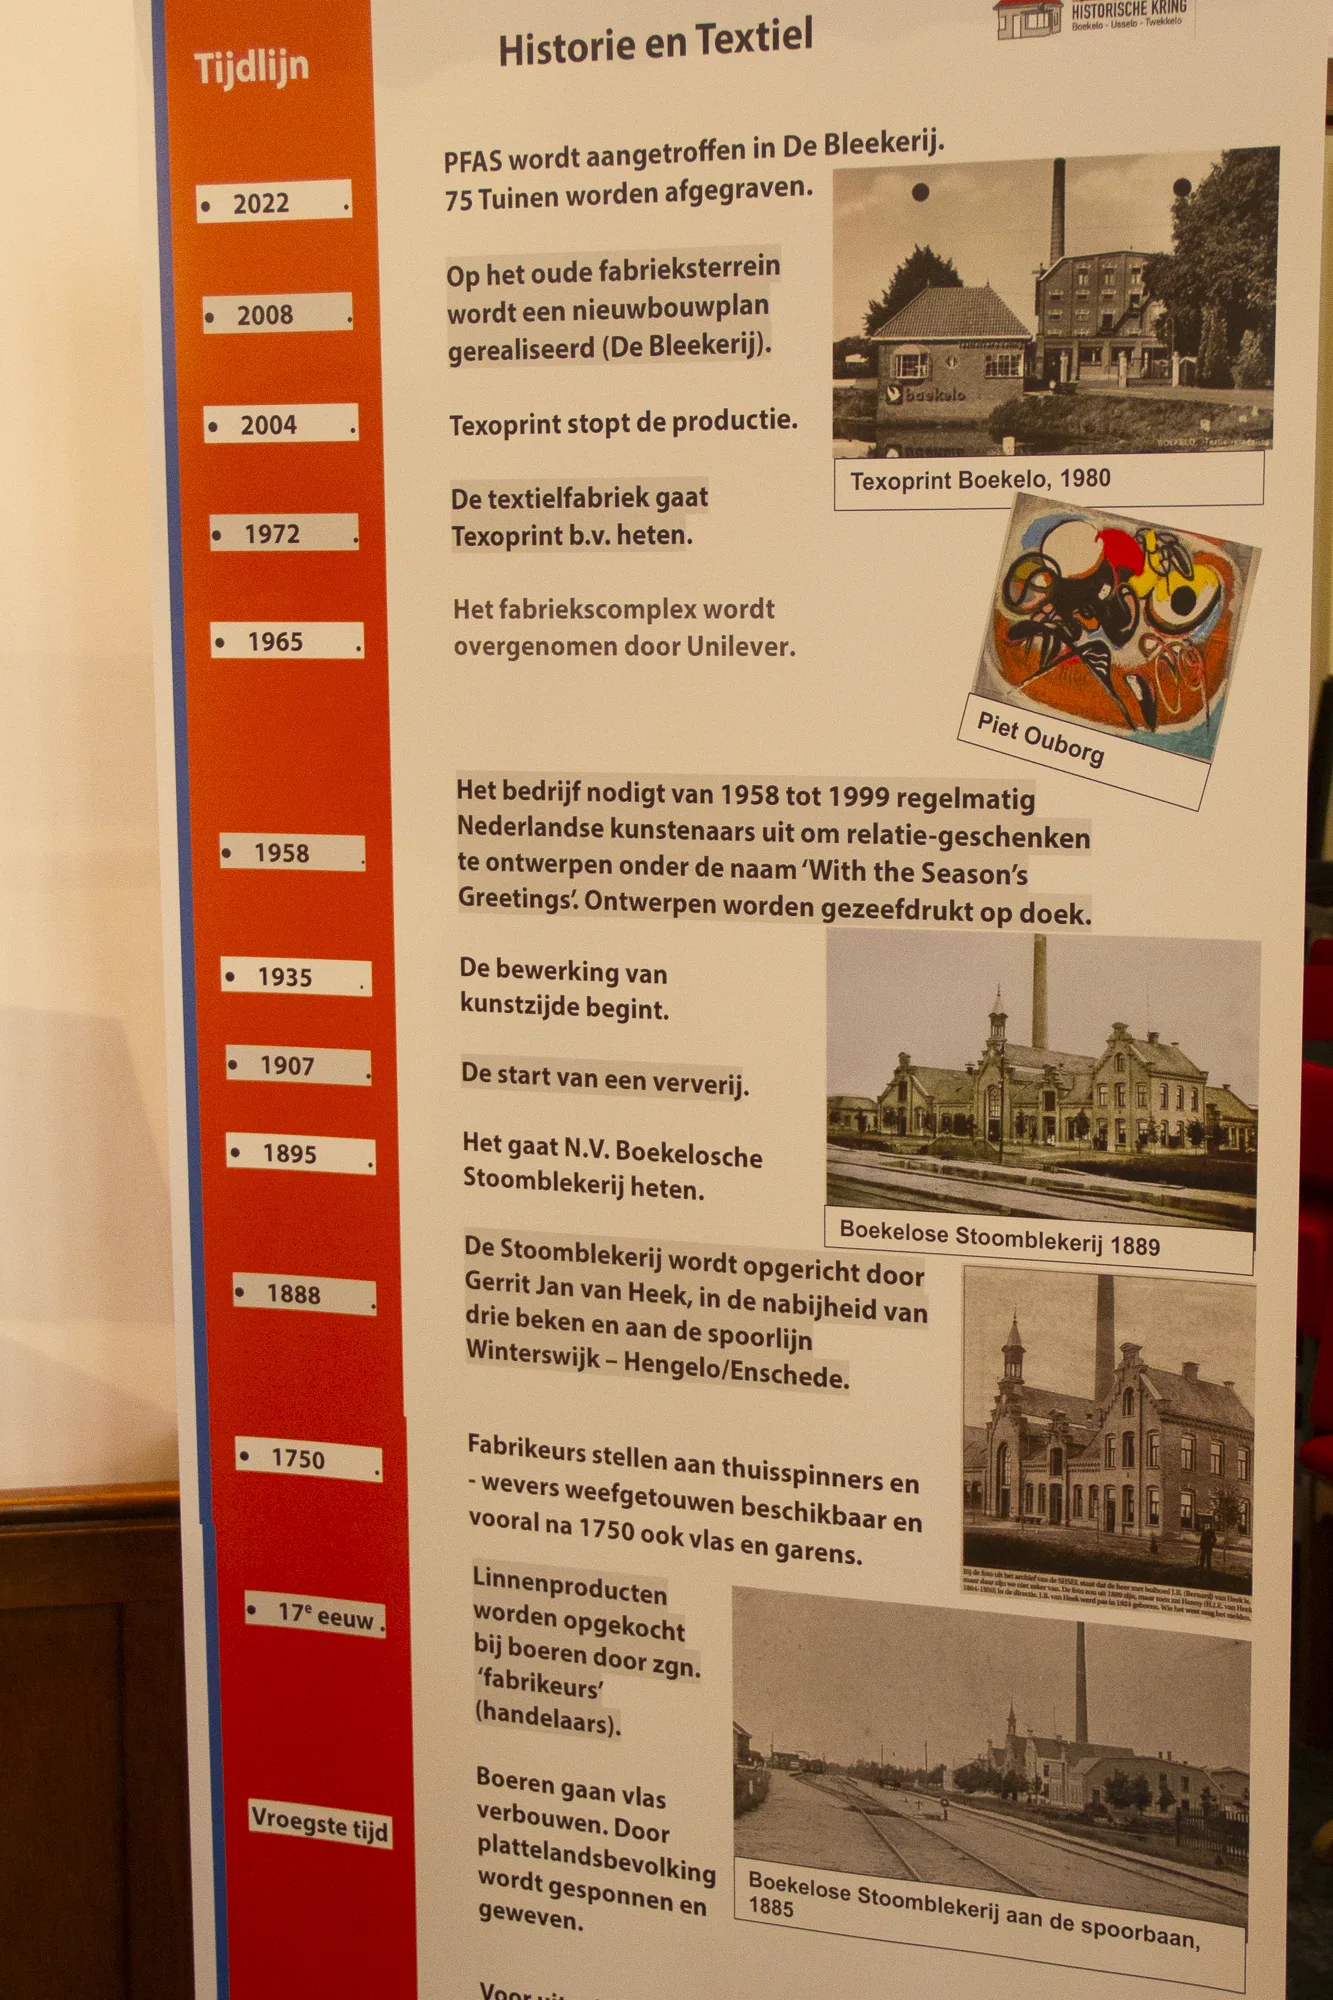 HISTORISCHE KRING
Boekelo - Usselo - Twekkelo
Tijdlijn
Historie en Textiel
• 2022 .
PFAS wordt aangetroffen in De Bleekerij.
75 Tuinen worden afgegraven.
• 2008 .
Op het oude fabrieksterrein
wordt een nieuwbouwplan
gerealiseerd (De Bleekerij).
boekelo
Texoprint Boekelo, 1980
• 2004 .
Texoprint stopt de productie.
• 1972 .
De textielfabriek gaat
Texoprint b.v. heten.
• 1965 .
Het fabriekscomplex wordt
overgenomen door Unilever.
Piet Ouborg
• 1958 .
Het bedrijf nodigt van 1958 tot 1999 regelmatig
Nederlandse kunstenaars uit om relatie-geschenken
te ontwerpen onder de naam ‘With the Season’s
Greetings’. Ontwerpen worden gezeefdrukt op doek.
• 1935 .
De bewerking van
kunstzijde begint.
• 1907 .
De start van een ververij.
• 1895 .
Het gaat N.V. Boekelosche
Stoomblekerij heten.
Boekelose Stoomblekerij 1889
• 1888 .
De Stoomblekerij wordt opgericht door
Gerrit Jan van Heek, in de nabijheid van
drie beken en aan de spoorlijn
Winterswijk – Hengelo/Enschede.
• 1750 .
Fabrikeurs stellen aan thuisspinners en
- wevers weefgetouwen beschikbaar en
vooral na 1750 ook vlas en garens.
• 17e eeuw .
Linnenproducten
worden opgekocht
bij boeren door zgn.
‘fabrikeurs’
(handelaars).
Vroegste tijd
Boeren gaan vlas
verbouwen. Door
plattelandsbevolking
wordt gesponnen en
geweven.
Boekelose Stoomblekerij aan de spoorbaan,
1885